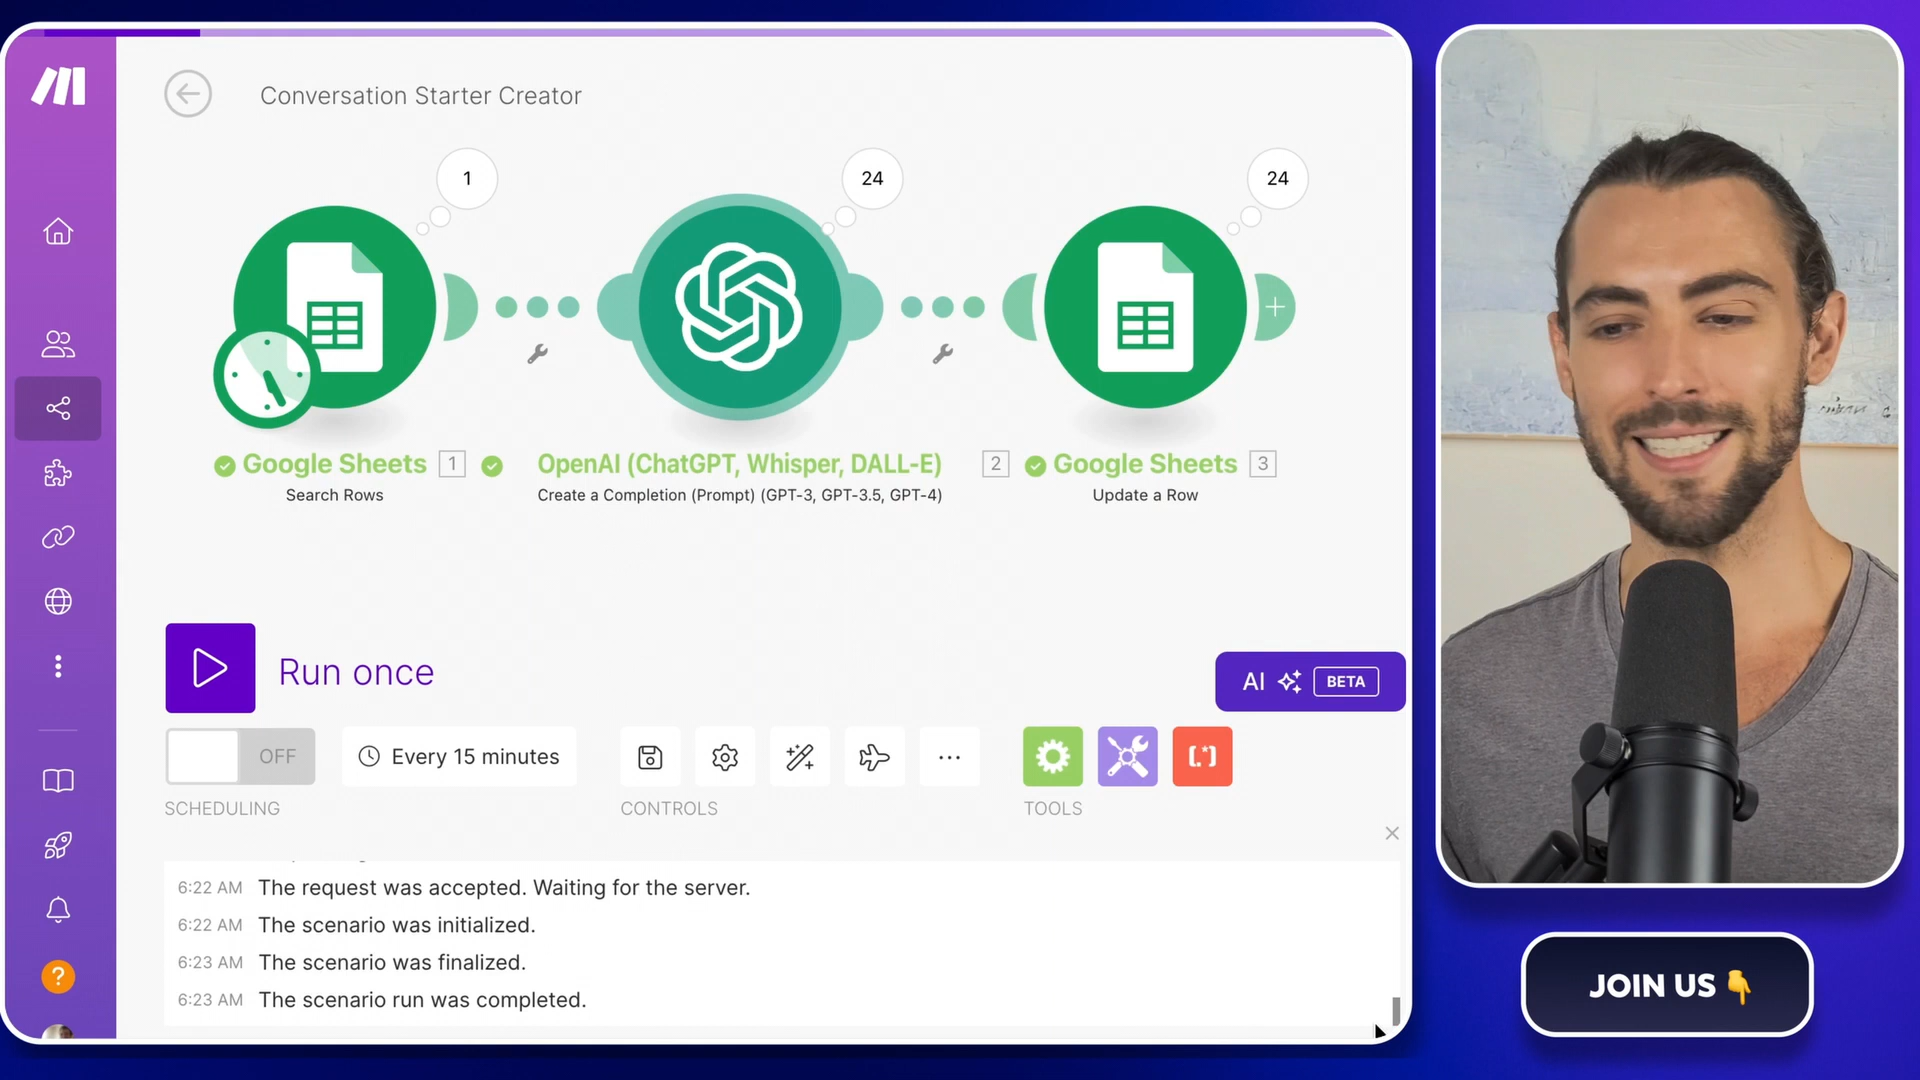 Conversation Starter Creator
1
24
24
Google Sheets 1
Search Rows
OpenAI (ChatGPT, Whisper, DALL-E) 2
Create a Completion (Prompt) (GPT-3, GPT-3.5, GPT-4)
Google Sheets 3
Update a Row
Run once
AI BETA
OFF
Every 15 minutes
SCHEDULING
CONTROLS
TOOLS
6:22 AM The request was accepted. Waiting for the server.
6:22 AM The scenario was initialized.
6:23 AM The scenario was finalized.
6:23 AM The scenario run was completed.
?
JOIN US 👇